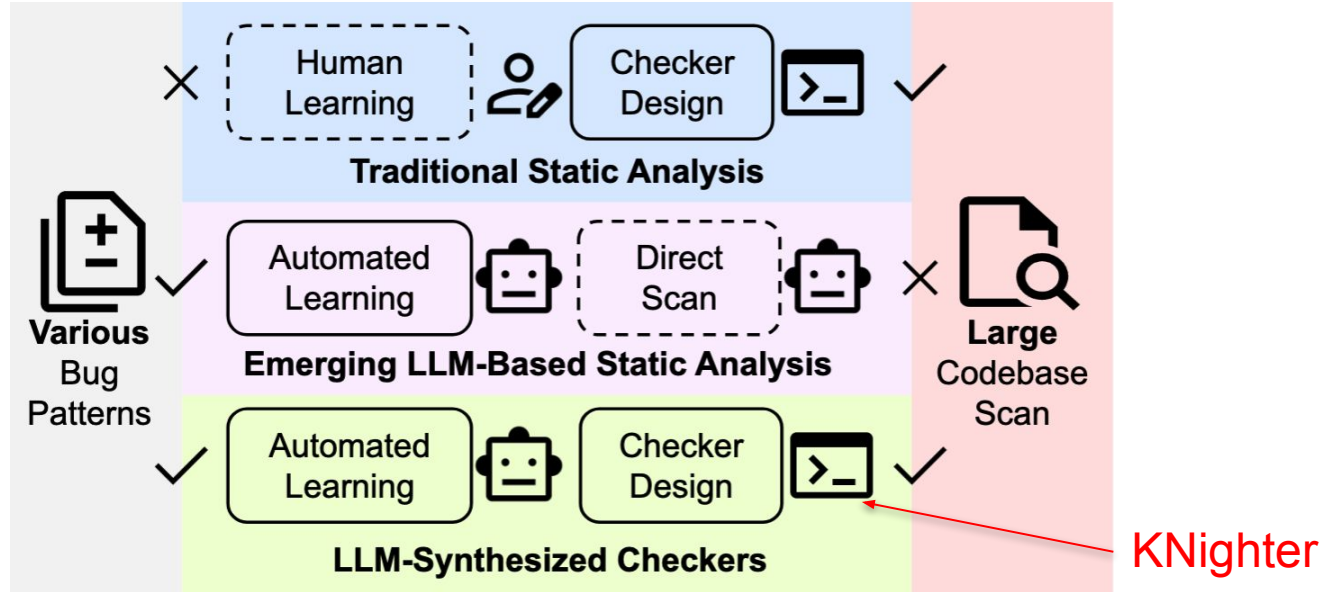 Human
Learning
Checker
Design
Traditional Static Analysis
Various
Bug
Patterns
Automated
Learning
Direct
Scan
Emerging LLM-Based Static Analysis
Large
Codebase
Scan
Automated
Learning
Checker
Design
LLM-Synthesized Checkers
KNighter